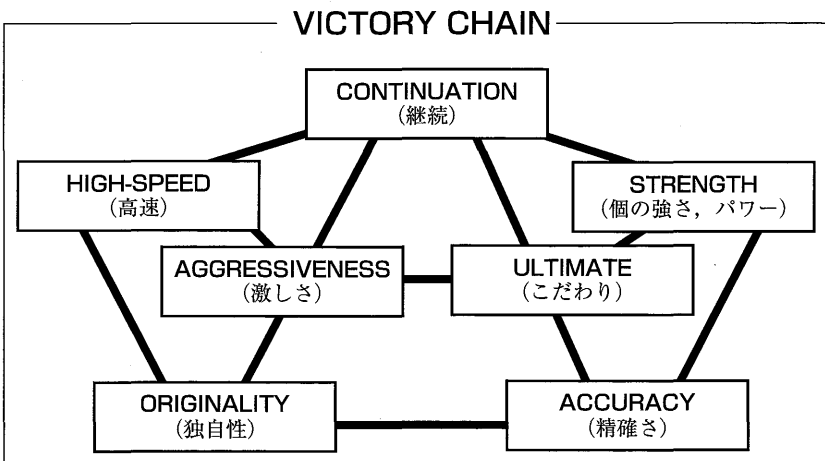 VICTORY CHAIN
CONTINUATION
(継続)
HIGH-SPEED
(高速)
STRENGTH
(個の強さ，パワー)
AGGRESSIVENESS
(激しさ)
ULTIMATE
(こだわり)
ORIGINALITY
(独自性)
ACCURACY
(精確さ)